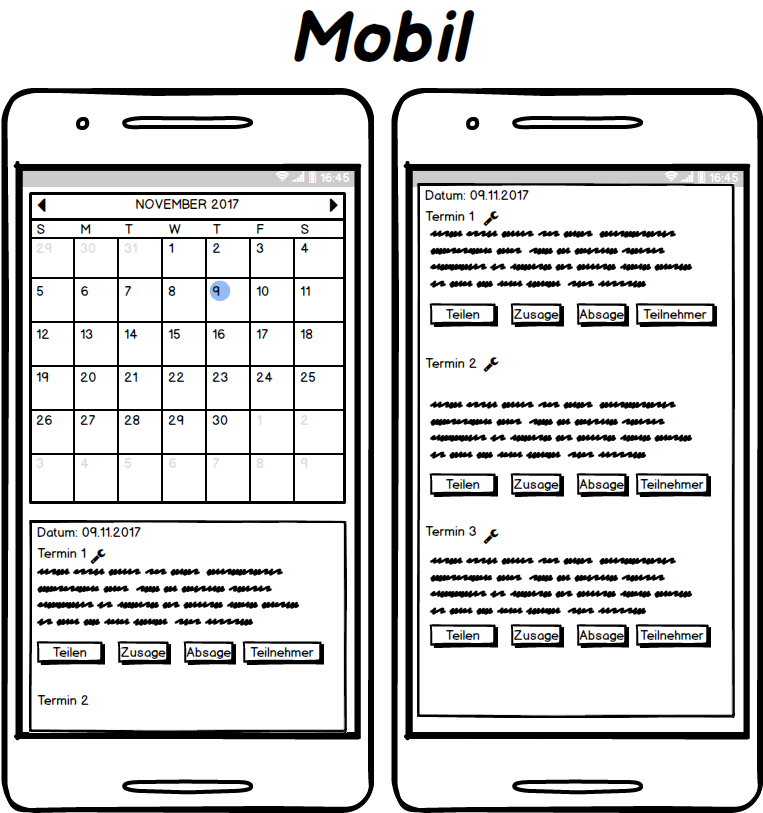 Mobil
16:45
NOVEMBER 2017
S M T W T F S
29 30 31 1 2 3 4
5 6 7 8 9 10 11
12 13 14 15 16 17 18
19 20 21 22 23 24 25
26 27 28 29 30 1 2
3 4 5 6 7 8 9
Datum: 09.11.2017
Termin 1
Teilen Zusage Absage Teilnehmer
Termin 2
16:45
Datum: 09.11.2017
Termin 1
Teilen Zusage Absage Teilnehmer
Termin 2
Teilen Zusage Absage Teilnehmer
Termin 3
Teilen Zusage Absage Teilnehmer